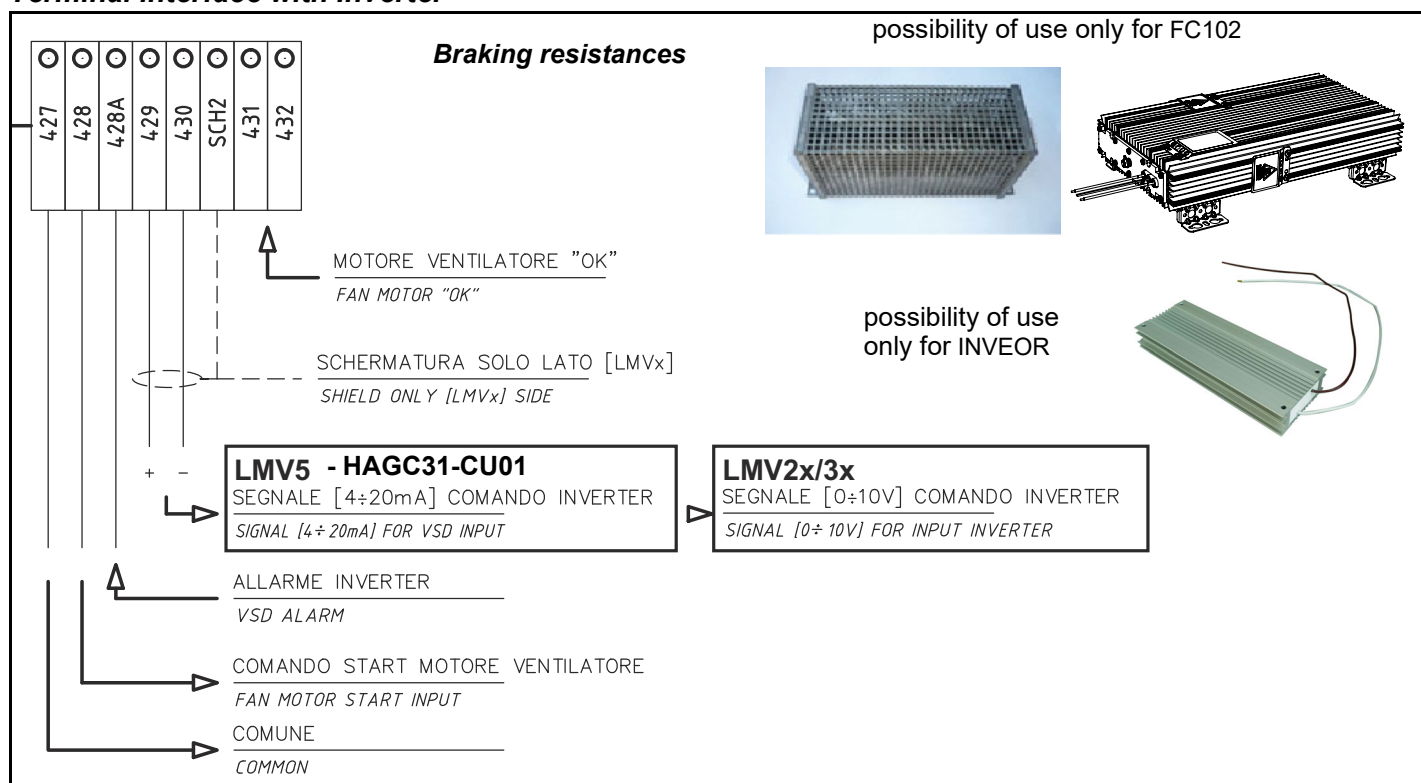 Terminal interface with Inverter
Braking resistances
possibility of use only for FC102
427
428
428A
429
430
SCH2
431
432
MOTORE VENTILATORE "OK"
FAN MOTOR "OK"
possibility of use
only for INVEOR
SCHERMATURA SOLO LATO [LMVx]
SHIELD ONLY [LMVx] SIDE
+ -
LMV5 - HAGC31-CU01
SEGNALE [4÷20mA] COMANDO INVERTER
SIGNAL [4÷20mA] FOR VSD INPUT
LMV2x/3x
SEGNALE [0÷10V] COMANDO INVERTER
SIGNAL [0÷10V] FOR INPUT INVERTER
ALLARME INVERTER
VSD ALARM
COMANDO START MOTORE VENTILATORE
FAN MOTOR START INPUT
COMUNE
COMMON